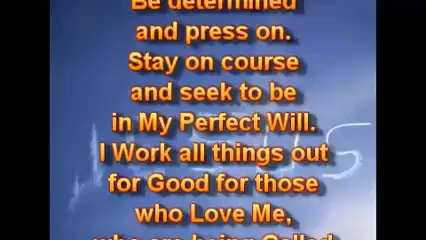 Be determined
and press on.
Stay on course
and seek to be
in My Perfect Will.
I Work all things out
for Good for those
who Love Me,
who are being Called